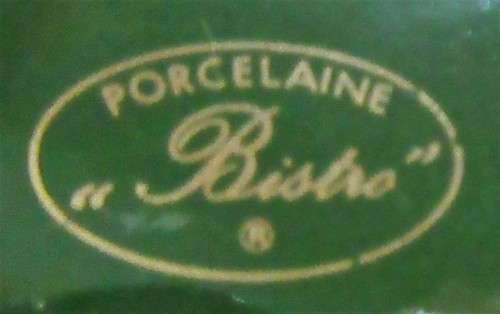 PORCELAINE
“Bistro”
®